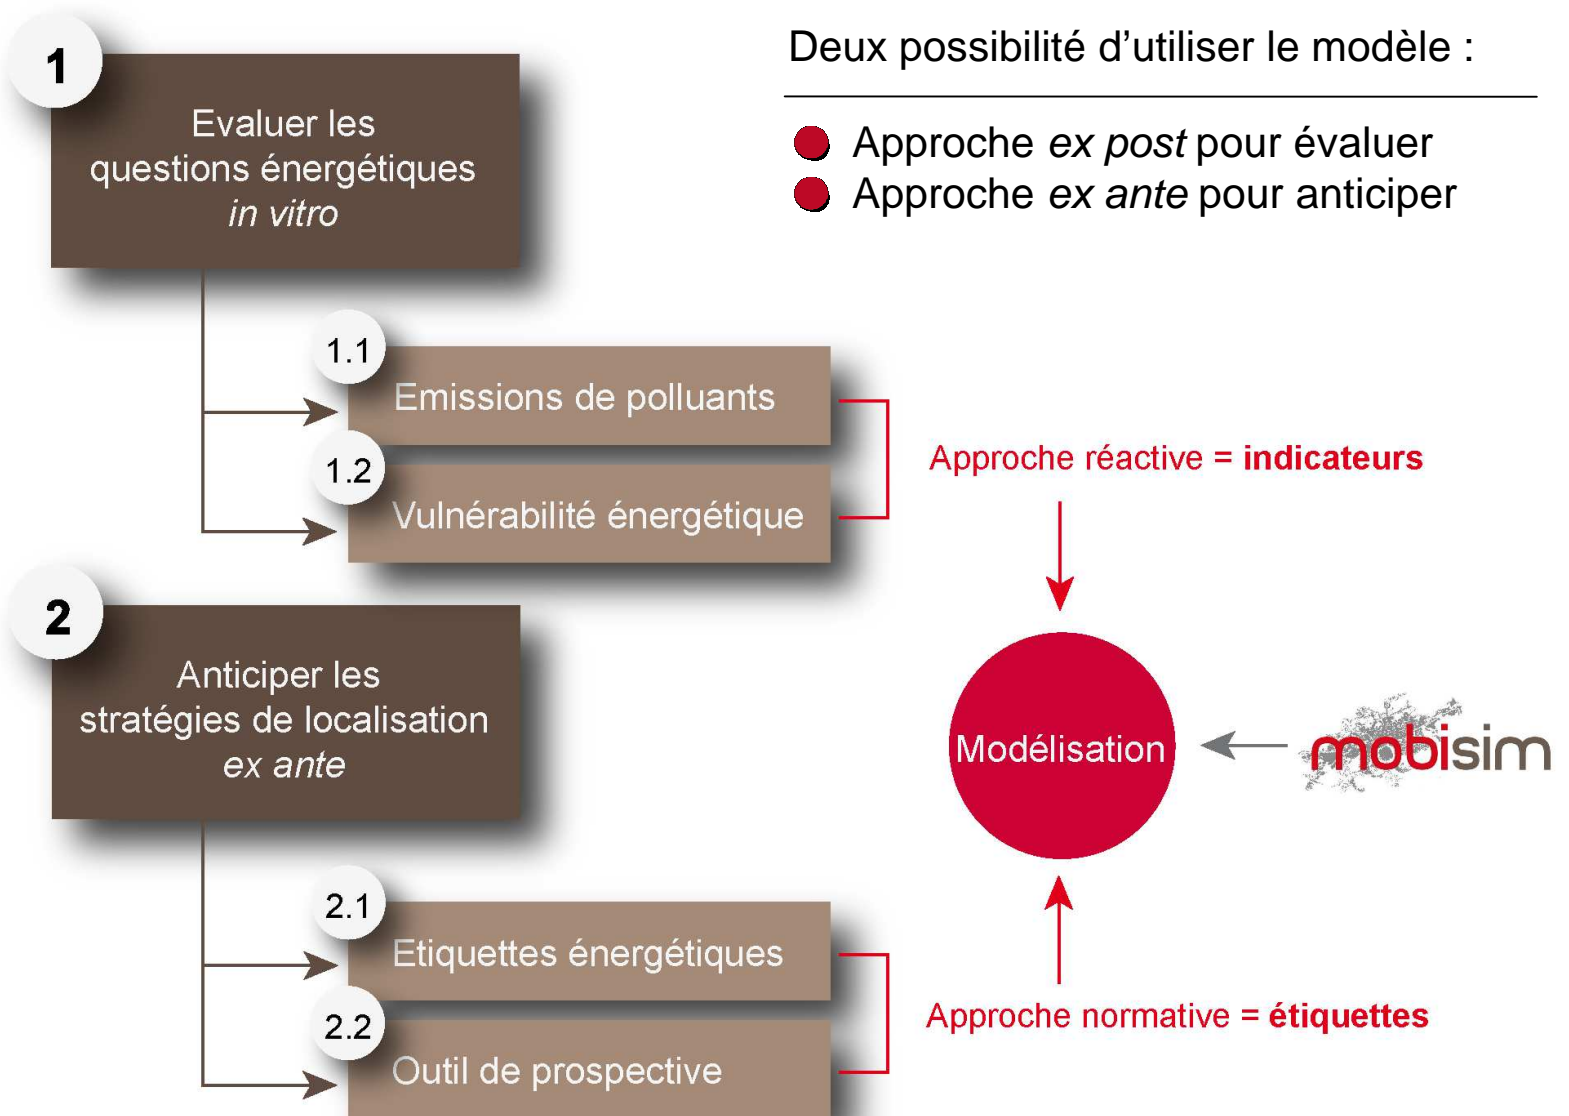 Deux possibilité d'utiliser le modèle :
Approche ex post pour évaluer
Approche ex ante pour anticiper
1
Evaluer les
questions énergétiques
in vitro
1.1
Emissions de polluants
1.2
Vulnérabilité énergétique
Approche réactive = indicateurs
2
Anticiper les
stratégies de localisation
ex ante
Modélisation
mobisim
2.1
Etiquettes énergétiques
2.2
Outil de prospective
Approche normative = étiquettes